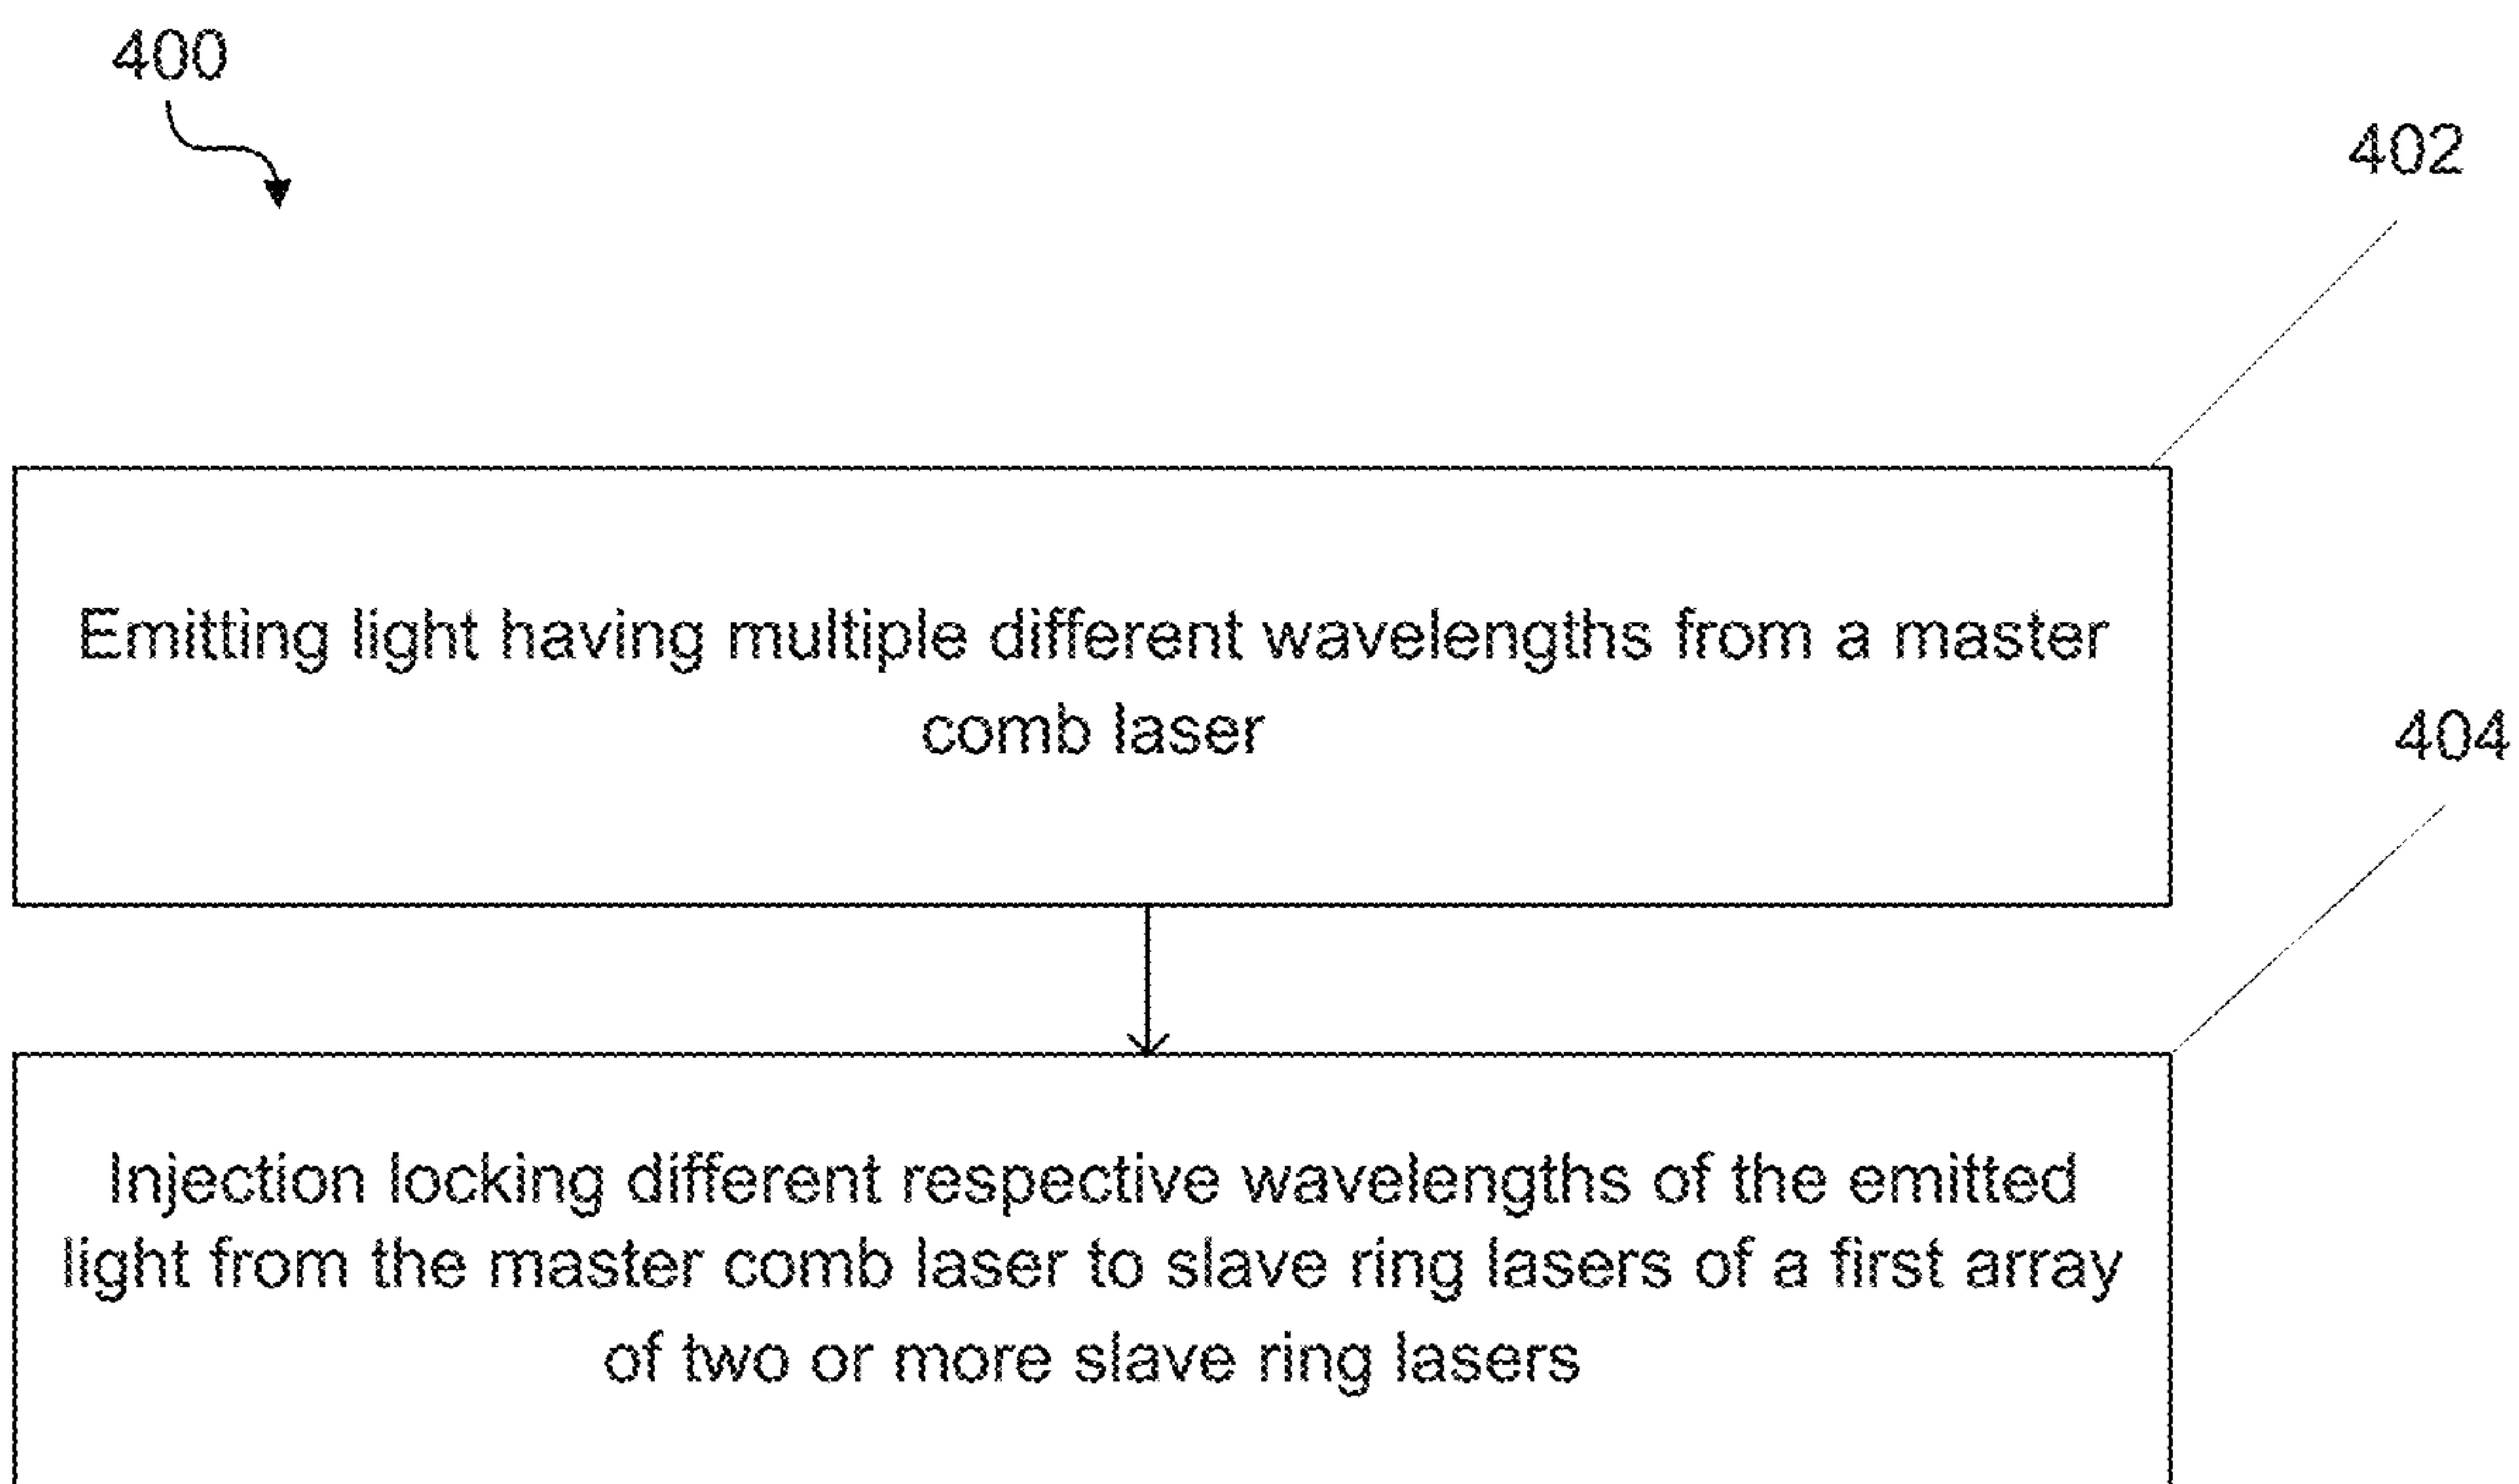 400
402
Emitting light having multiple different wavelengths from a master
comb laser
404
Injection locking different respective wavelengths of the emitted
light from the master comb laser to slave ring lasers of a first array
of two or more slave ring lasers